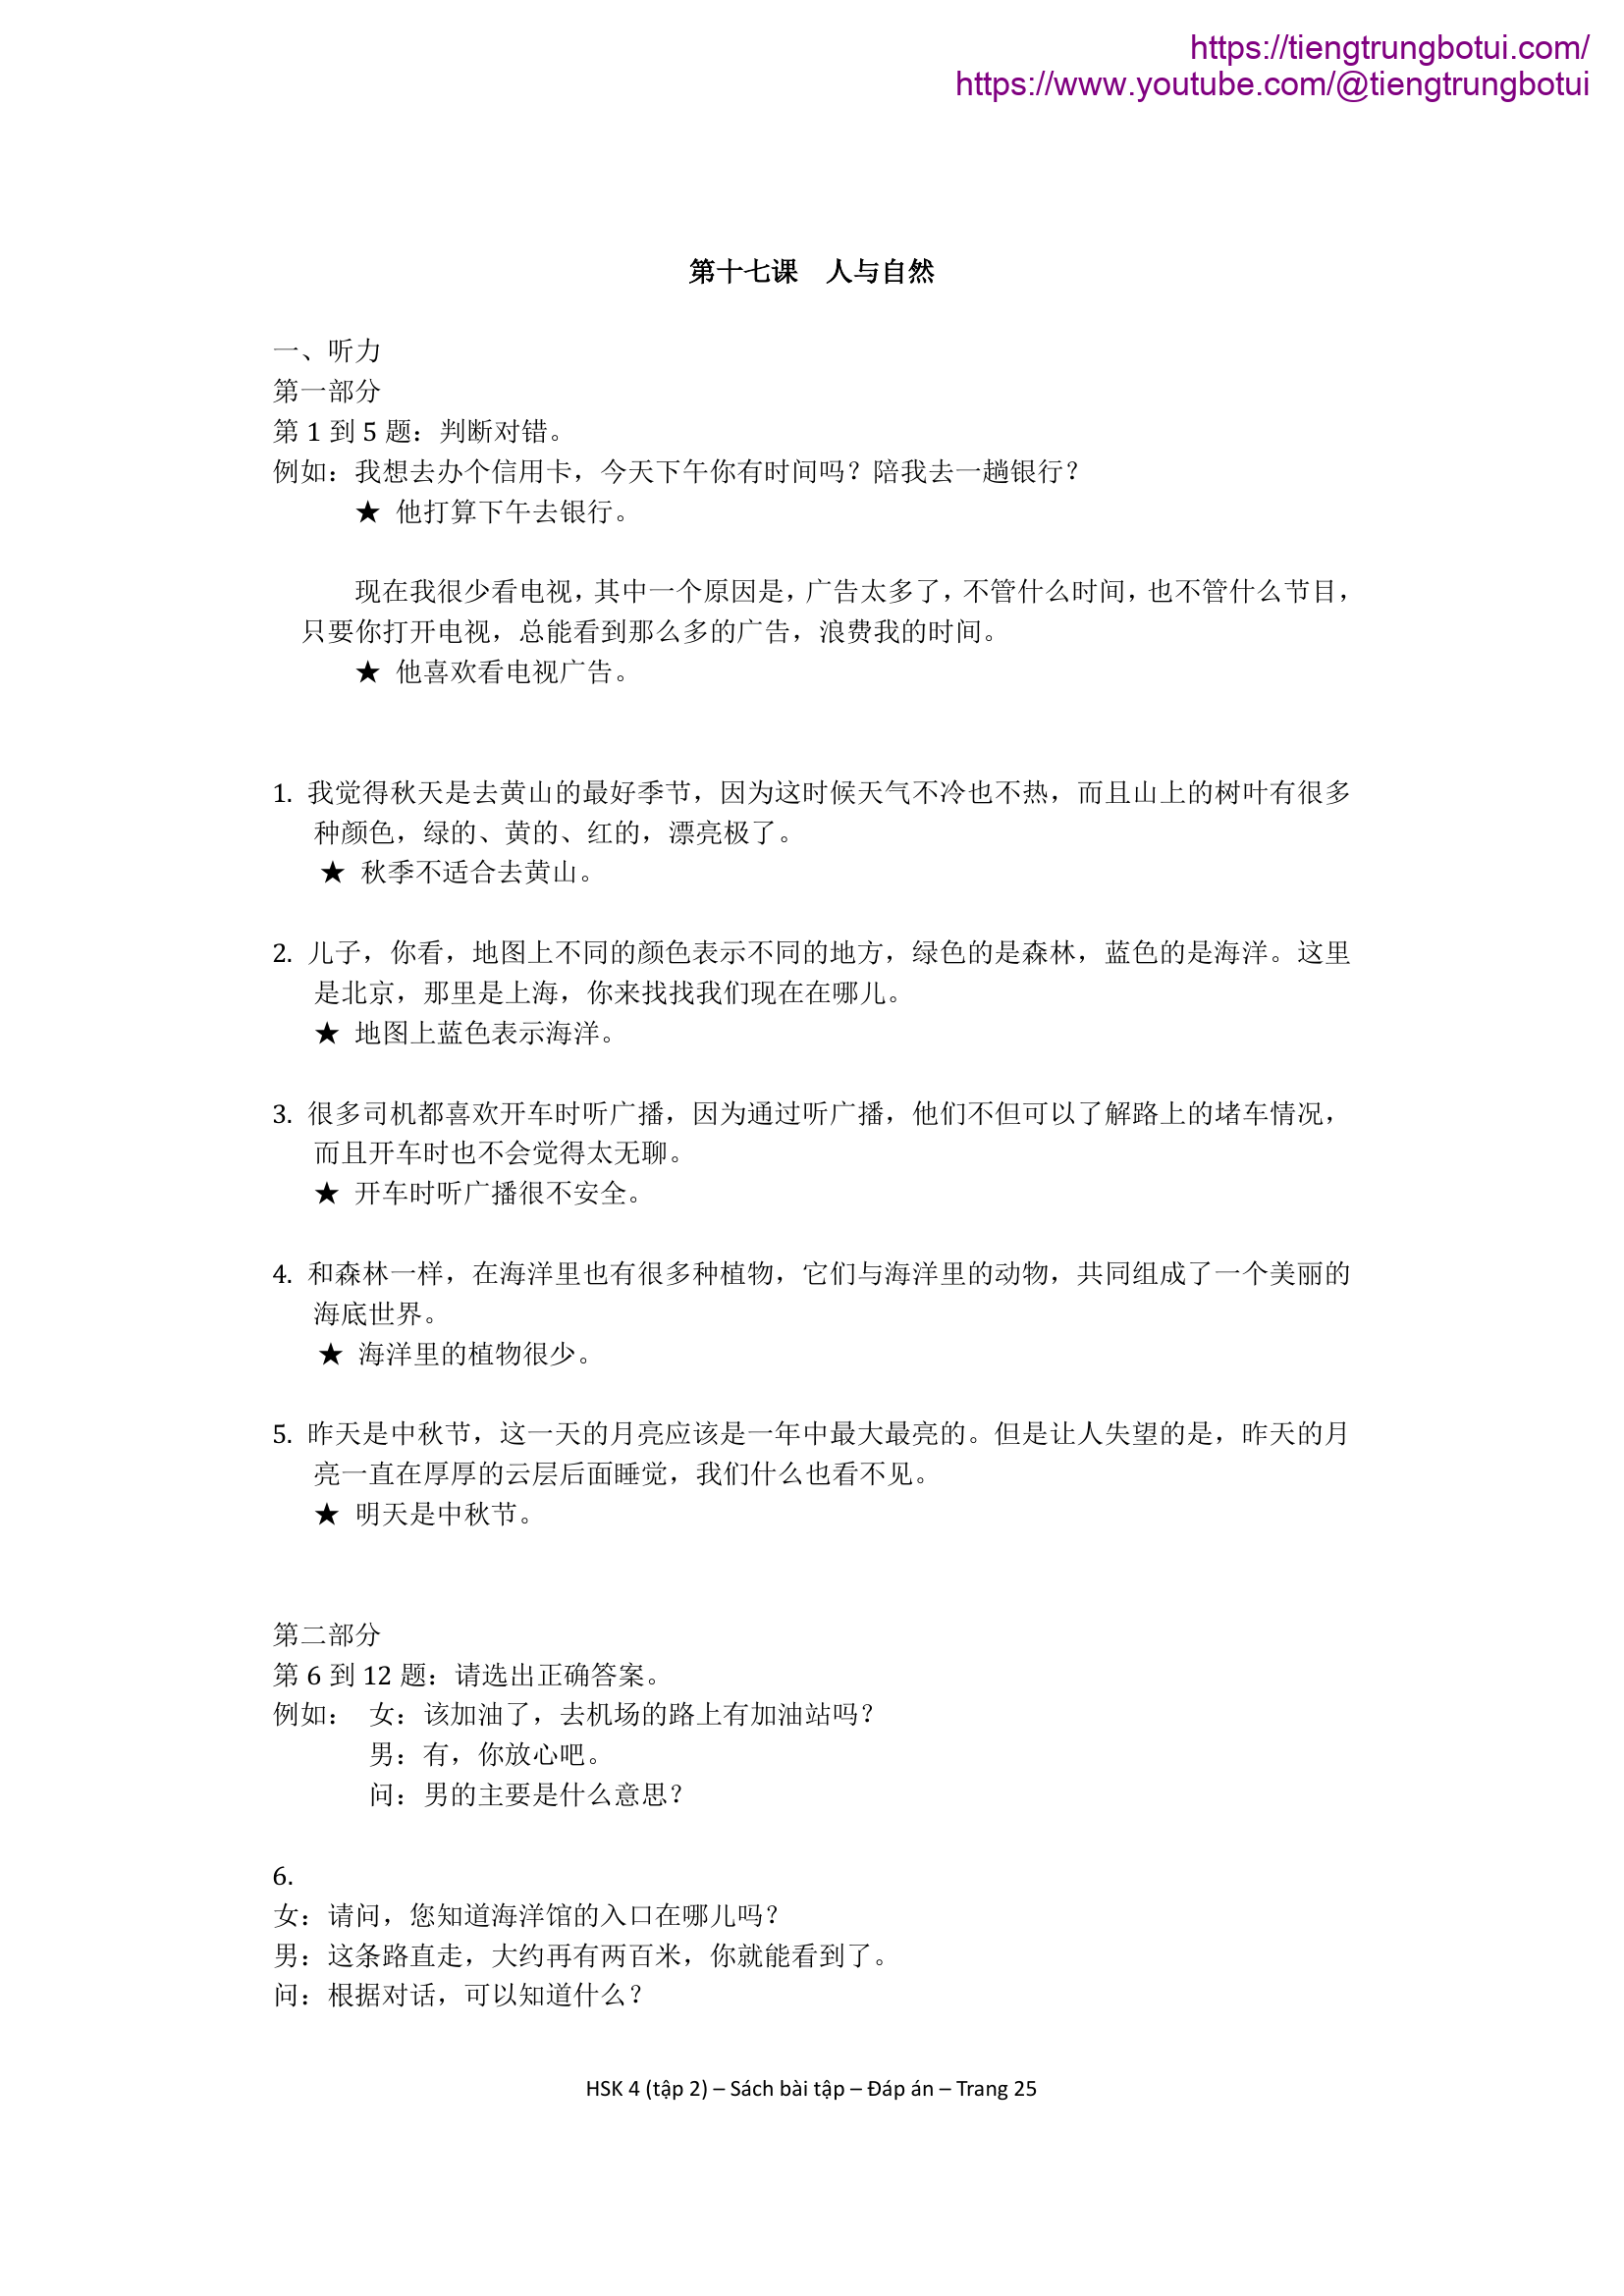 https://tiengtrungbotui.com/
https://www.youtube.com/@tiengtrungbotui
第十七课 人与自然
一、听力
第一部分
第 1 到 5 题：判断对错。
例如：我想去办个信用卡，今天下午你有时间吗？陪我去一趟银行？
★ 他打算下午去银行。
现在我很少看电视，其中一个原因是，广告太多了，不管什么时间，也不管什么节目，
只要你打开电视，总能看到那么多的广告，浪费我的时间。
★ 他喜欢看电视广告。
1. 我觉得秋天是去黄山的最好季节，因为这时候天气不冷也不热，而且山上的树叶有很多
种颜色，绿的、黄的、红的，漂亮极了。
★ 秋季不适合去黄山。
2. 儿子，你看，地图上不同的颜色表示不同的地方，绿色的是森林，蓝色的是海洋。这里
是北京，那里是上海，你来找找我们现在在哪儿。
★ 地图上蓝色表示海洋。
3. 很多司机都喜欢开车时听广播，因为通过听广播，他们不但可以了解路上的堵车情况，
而且开车时也不会觉得太无聊。
★ 开车时听广播很不安全。
4. 和森林一样，在海洋里也有很多种植物，它们与海洋里的动物，共同组成了一个美丽的
海底世界。
★ 海洋里的植物很少。
5. 昨天是中秋节，这一天的月亮应该是一年中最大最亮的。但是让人失望的是，昨天的月
亮一直在厚厚的云层后面睡觉，我们什么也看不见。
★ 明天是中秋节。
第二部分
第 6 到 12 题：请选出正确答案。
例如： 女：该加油了，去机场的路上有加油站吗？
男：有，你放心吧。
问：男的主要是什么意思？
6.
女：请问，您知道海洋馆的入口在哪儿吗？
男：这条路直走，大约再有两百米，你就能看到了。
问：根据对话，可以知道什么？
HSK 4 (tập 2) – Sách bài tập – Đáp án – Trang 25